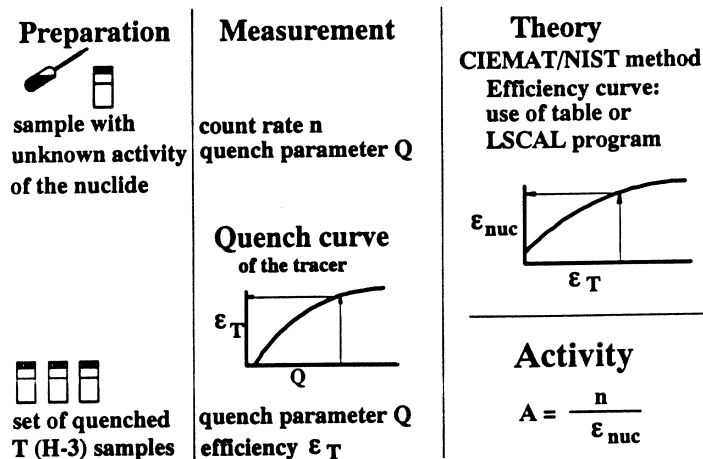 Preparation
sample with
unknown activity
of the nuclide
set of quenched
T (H-3) samples
Measurement
count rate n
quench parameter Q
Quench curve
of the tracer
ε T
Q
quench parameter Q
efficiency ε T
Theory
CIEMAT/NIST method
Efficiency curve:
use of table or
LSCAL program
ε nuc
ε T
Activity
A = n / ε nuc